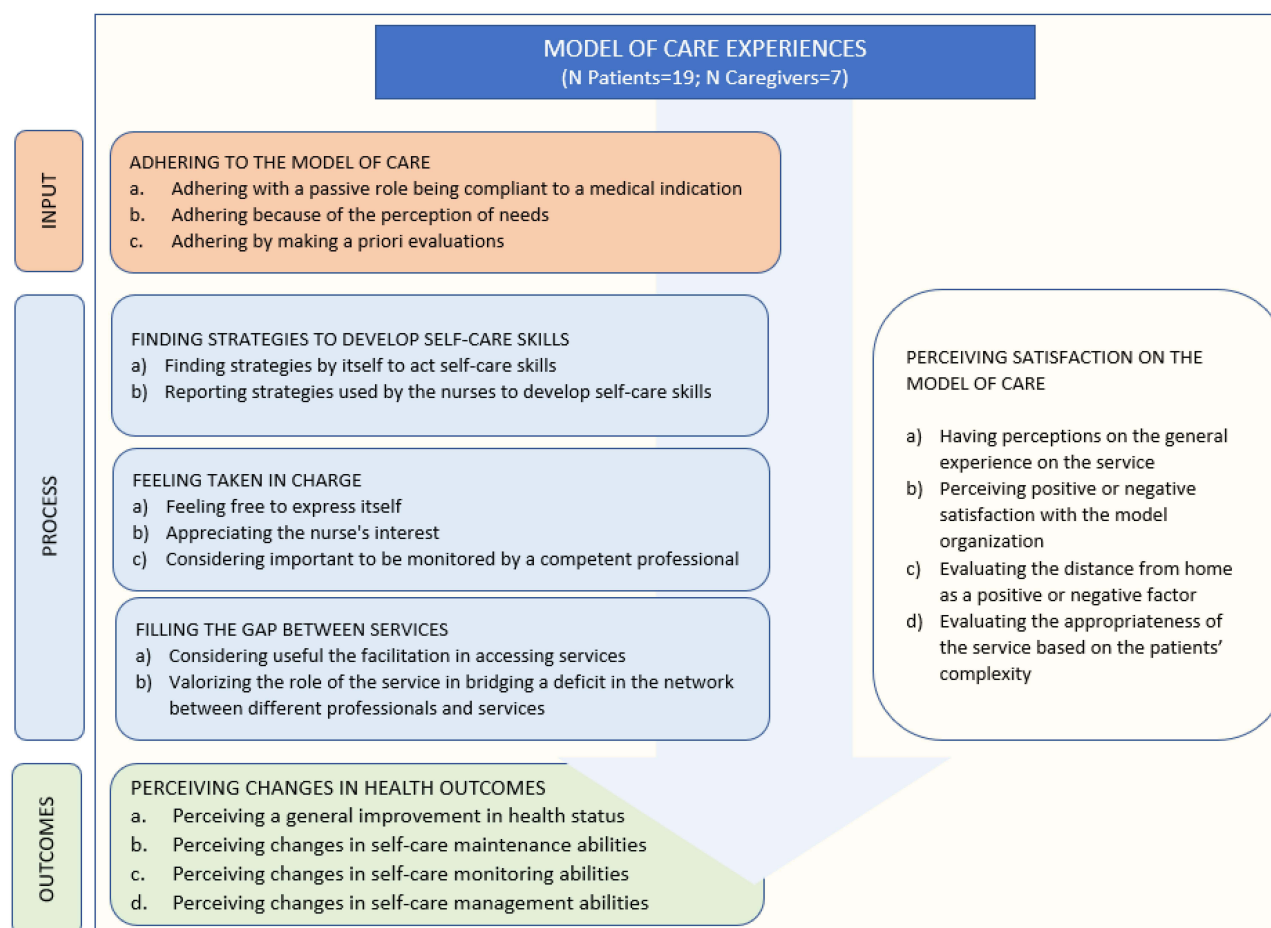 MODEL OF CARE EXPERIENCES
(N Patients=19; N Caregivers=7)
INPUT
ADHERING TO THE MODEL OF CARE
a. Adhering with a passive role being compliant to a medical indication
b. Adhering because of the perception of needs
c. Adhering by making a priori evaluations
PROCESS
FINDING STRATEGIES TO DEVELOP SELF-CARE SKILLS
a) Finding strategies by itself to act self-care skills
b) Reporting strategies used by the nurses to develop self-care skills
FEELING TAKEN IN CHARGE
a) Feeling free to express itself
b) Appreciating the nurse's interest
c) Considering important to be monitored by a competent professional
FILLING THE GAP BETWEEN SERVICES
a) Considering useful the facilitation in accessing services
b) Valorizing the role of the service in bridging a deficit in the network
between different professionals and services
PERCEIVING SATISFACTION ON THE
MODEL OF CARE
a) Having perceptions on the general
experience on the service
b) Perceiving positive or negative
satisfaction with the model
organization
c) Evaluating the distance from home
as a positive or negative factor
d) Evaluating the appropriateness of
the service based on the patients’
complexity
OUTCOMES
PERCEIVING CHANGES IN HEALTH OUTCOMES
a. Perceiving a general improvement in health status
b. Perceiving changes in self-care maintenance abilities
c. Perceiving changes in self-care monitoring abilities
d. Perceiving changes in self-care management abilities